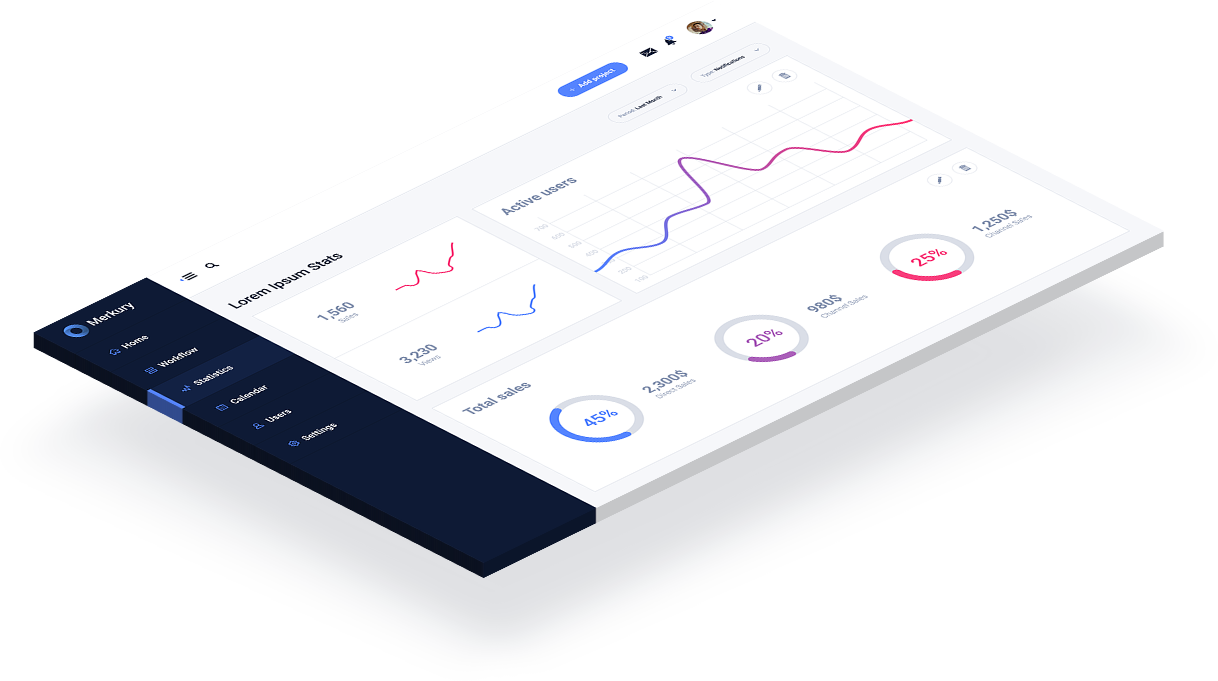 Merkury
Home
Workflow
Statistics
Calendar
Users
Settings
+ Add project
Lorem Ipsum Stats
Period: Last Month
Type: Notifications
1,560
Sales
3,230
Views
Active users
700
600
500
400
200
100
Total sales
45%
2,300$
Direct Sales
20%
980$
Channel Sales
25%
1,250$
Channel Sales